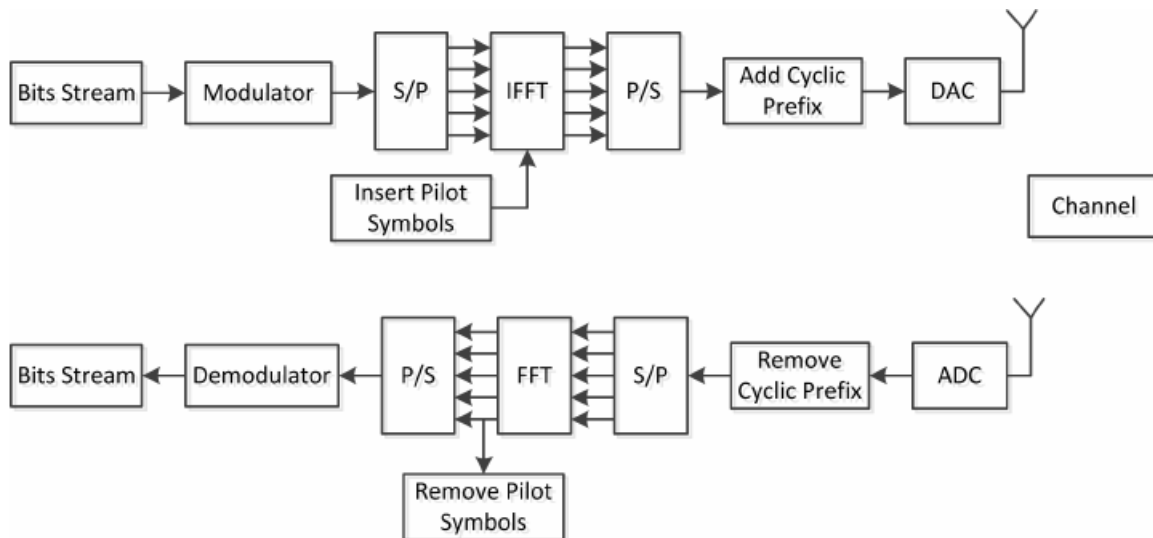 Bits Stream
Modulator
S/P
IFFT
P/S
Add Cyclic
Prefix
DAC
Insert Pilot
Symbols
Channel
Bits Stream
Demodulator
P/S
FFT
S/P
Remove
Cyclic Prefix
ADC
Remove Pilot
Symbols